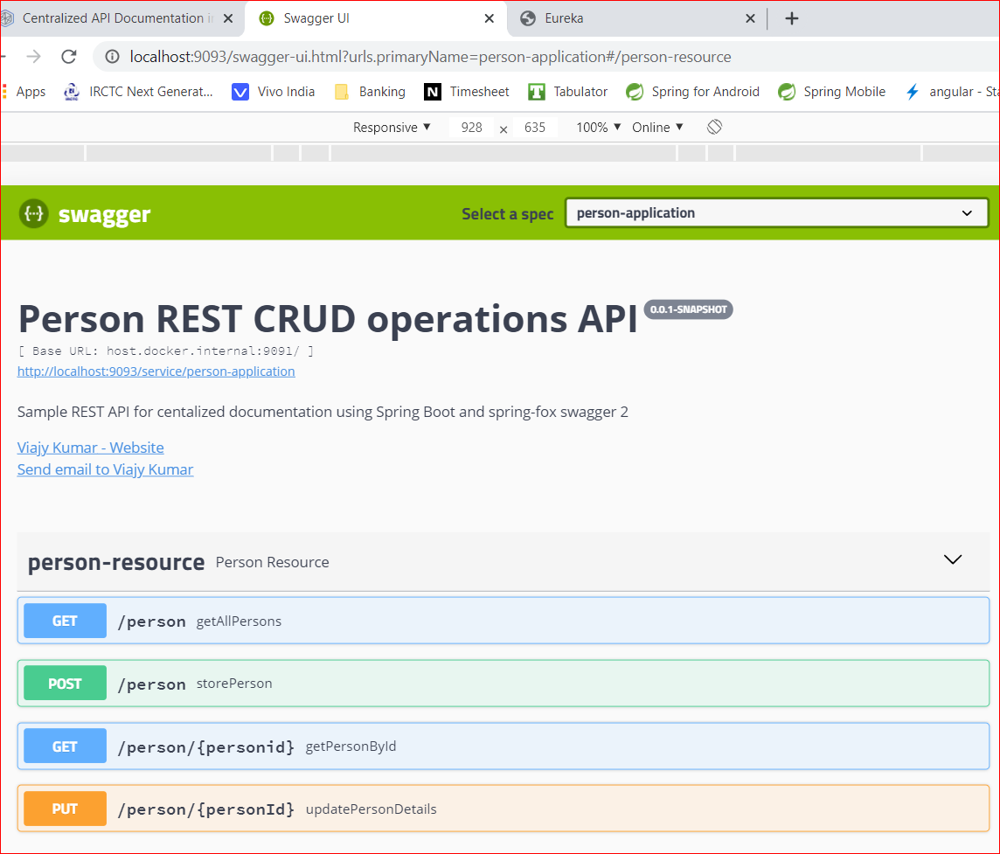 Centralized API Documentation in
Swagger UI
Eureka
localhost:9093/swagger-ui.html?urls.primaryName=person-application#/person-resource
Apps
IRCTC Next Generat...
Vivo India
Banking
Timesheet
Tabulator
Spring for Android
Spring Mobile
angular - Sta
Responsive ▼ 928 × 635 100% ▼ Online ▼
swagger
Select a spec
person-application
Person REST CRUD operations API 0.0.1-SNAPSHOT
[ Base URL: host.docker.internal:9091/ ]
http://localhost:9093/service/person-application
Sample REST API for centalized documentation using Spring Boot and spring-fox swagger 2
Viajy Kumar - Website
Send email to Viajy Kumar
person-resource Person Resource
GET /person getAllPersons
POST /person storePerson
GET /person/{personid} getPersonById
PUT /person/{personId} updatePersonDetails